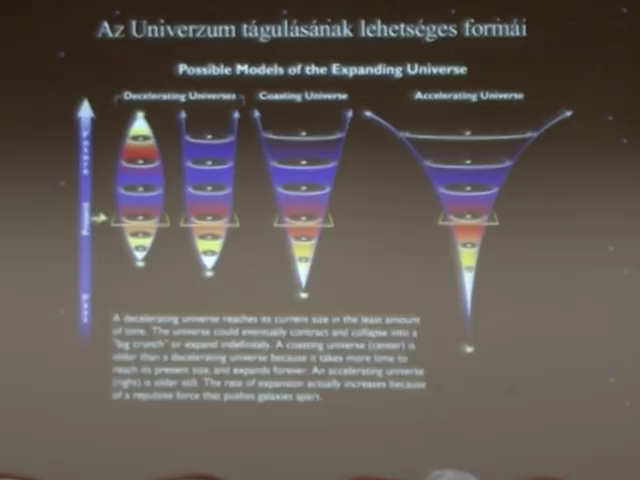 Az Univerzum tágulásának lehetséges formái
Possible Models of the Expanding Universe
Decelerating Universes
Coasting Universe
Accelerating Universe
Present
A decelerating universe reaches its current size in the least amount
of time. The universe could eventually contract and collapse into a
"big crunch" or expand indefinitely. A coasting universe (center) is
older than a decelerating universe because it takes more time to
reach its present size, and expands forever. An accelerating universe
(right) is older still. The rate of expansion actually increases because
of a repulsive force that pushes galaxies apart.